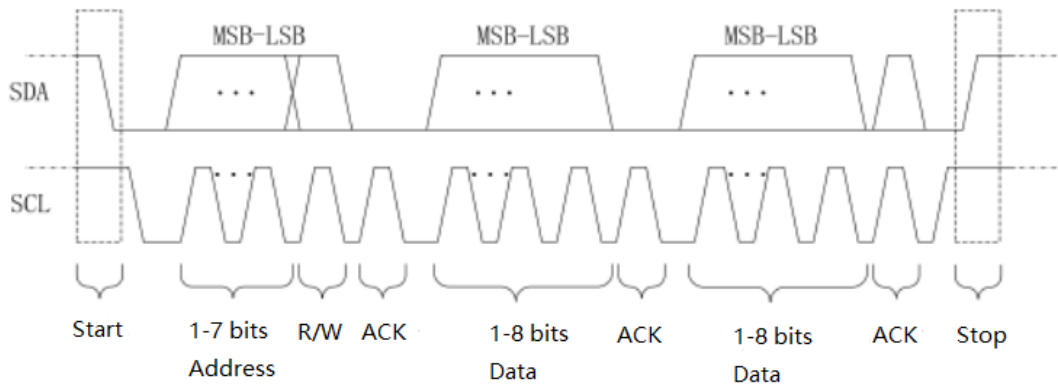 MSB-LSB MSB-LSB MSB-LSB
SDA ... ... ...
SCL ... ... ...
Start 1-7 bits R/W ACK 1-8 bits ACK 1-8 bits ACK Stop
Address Data Data